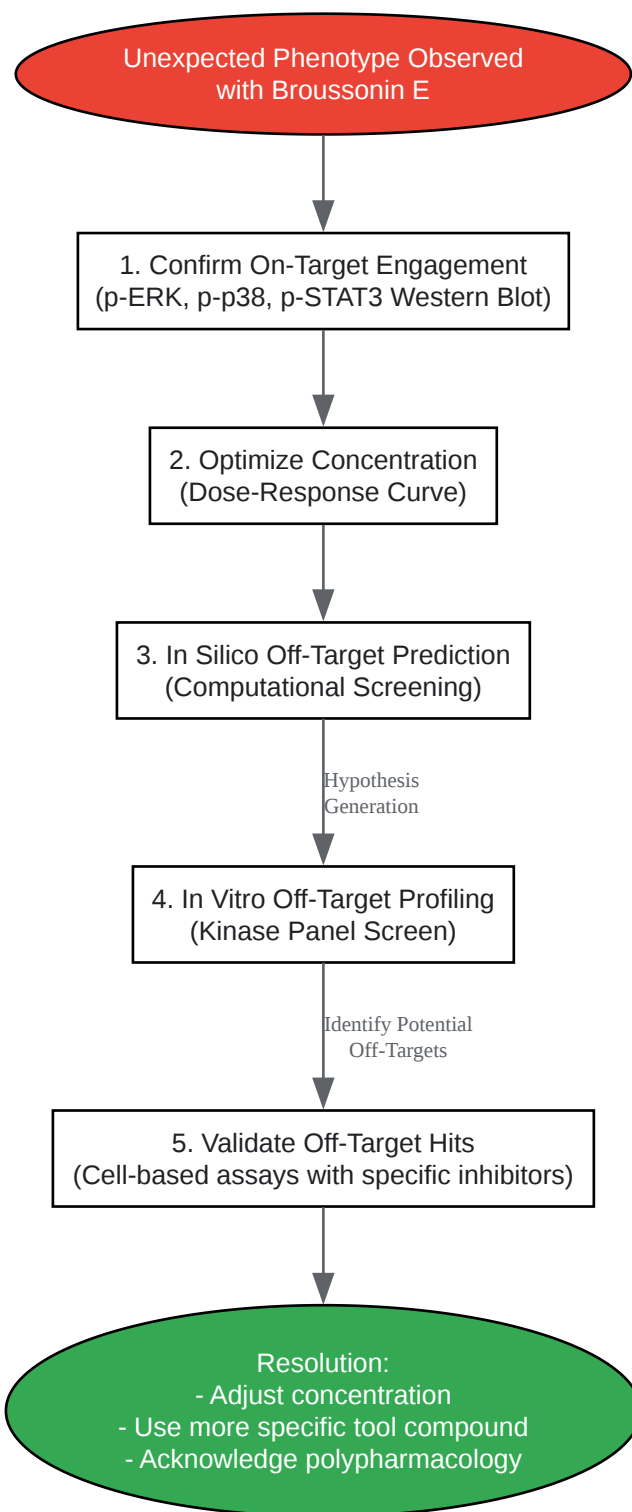 Unexpected Phenotype Observed
with Broussonin E
1. Confirm On-Target Engagement
(p-ERK, p-p38, p-STAT3 Western Blot)
2. Optimize Concentration
(Dose-Response Curve)
3. In Silico Off-Target Prediction
(Computational Screening)
Hypothesis
Generation
4. In Vitro Off-Target Profiling
(Kinase Panel Screen)
Identify Potential
Off-Targets
5. Validate Off-Target Hits
(Cell-based assays with specific inhibitors)
Resolution:
- Adjust concentration
- Use more specific tool compound
- Acknowledge polypharmacology